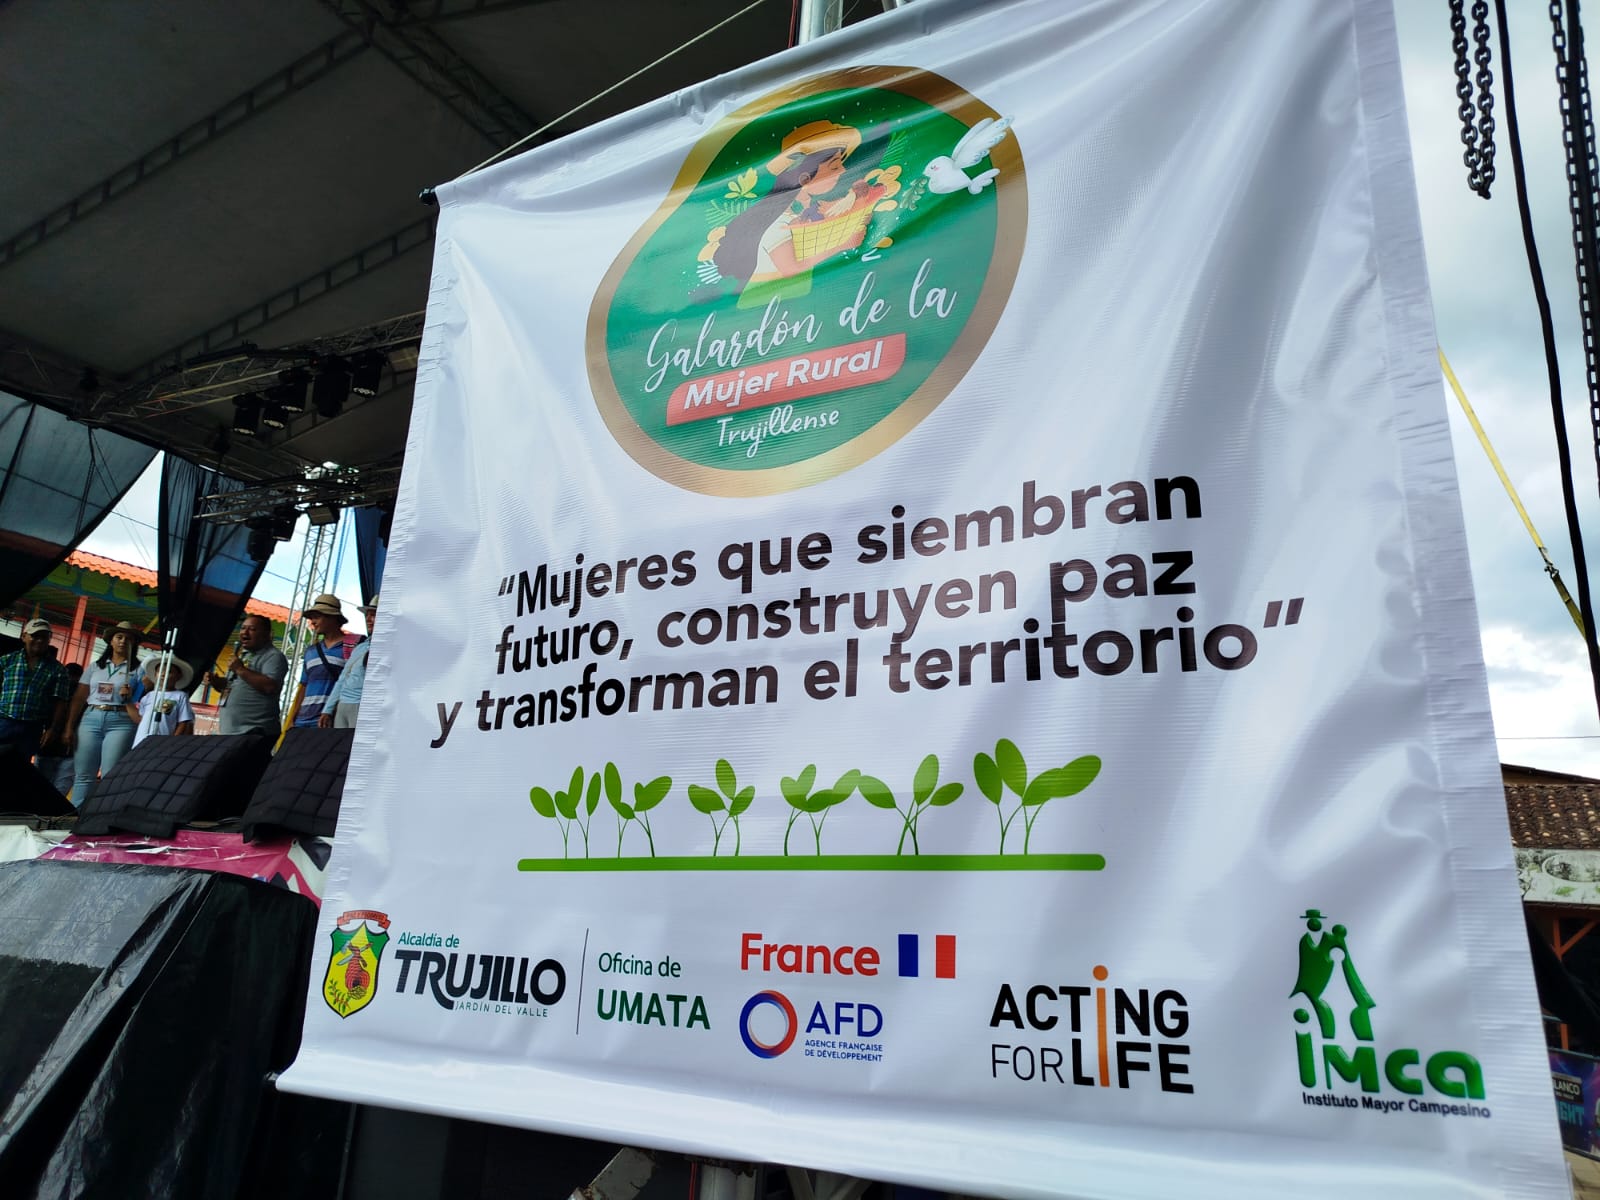 Galardón de la
Mujer Rural
Trujillense
“Mujeres que siembran
futuro, construyen paz
y transforman el territorio”
Alcaldía de
TRUJILLO
JARDÍN DEL VALLE
Oficina de
UMATA
France
AFD
AGENCE FRANÇAISE
DE DÉVELOPPEMENT
ACTiNG
FOR LiFE
iMca
Instituto Mayor Campesino